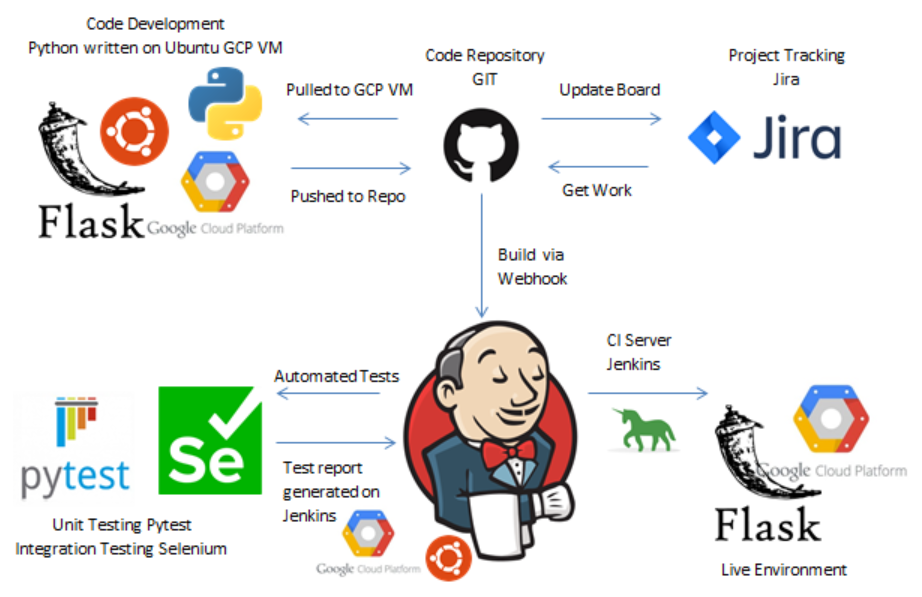 Code Development
Python written on Ubuntu GCP VM
Code Repository
GIT
Project Tracking
Jira
Pulled to GCP VM
Update Board
Jira
Pushed to Repo
Get Work
Flask
Google Cloud Platform
Build via
Webhook
CI Server
Jenkins
Automated Tests
pytest
Se
Test report
generated on
Jenkins
Google Cloud Platform
Flask
Unit Testing Pytest
Integration Testing Selenium
Google Cloud Platform
Live Environment